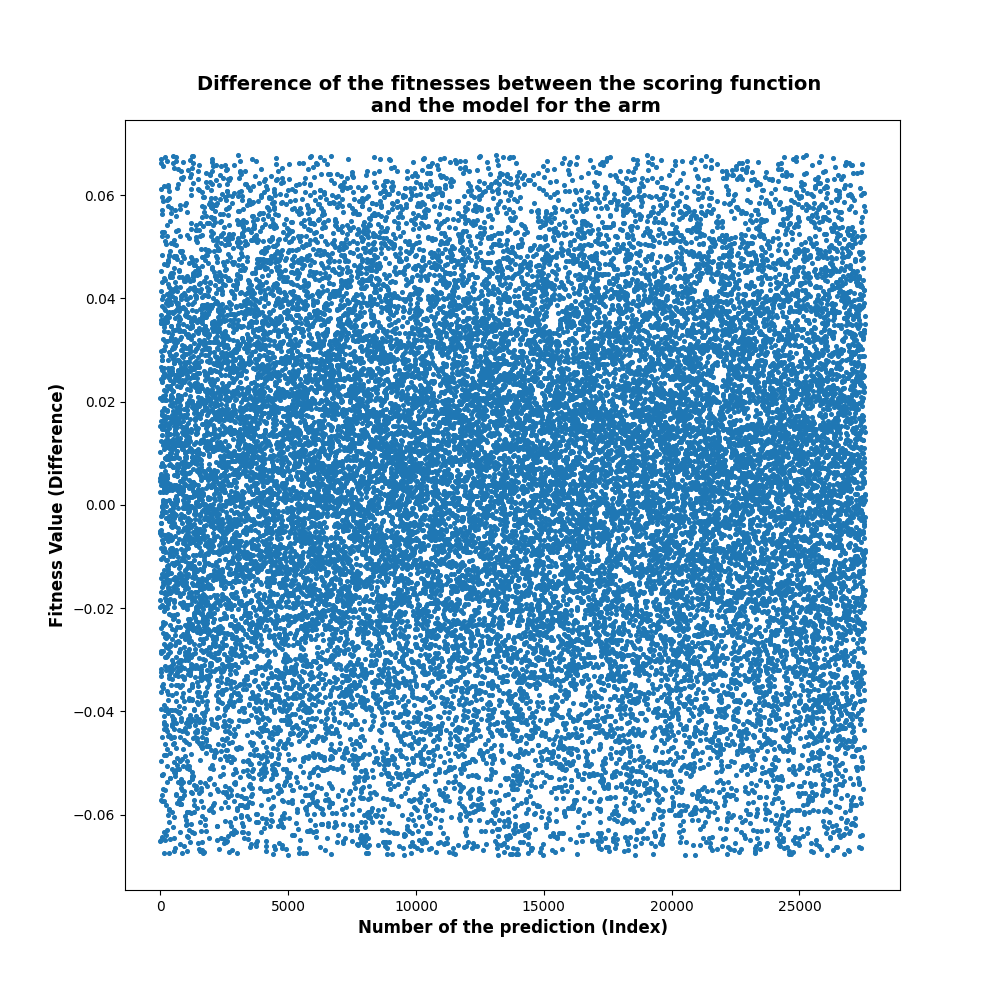 Difference of the fitnesses between the scoring function
and the model for the arm
0.06
0.04
0.02
0.00
−0.02
−0.04
−0.06
Fitness Value (Difference)
0 5000 10000 15000 20000 25000
Number of the prediction (Index)